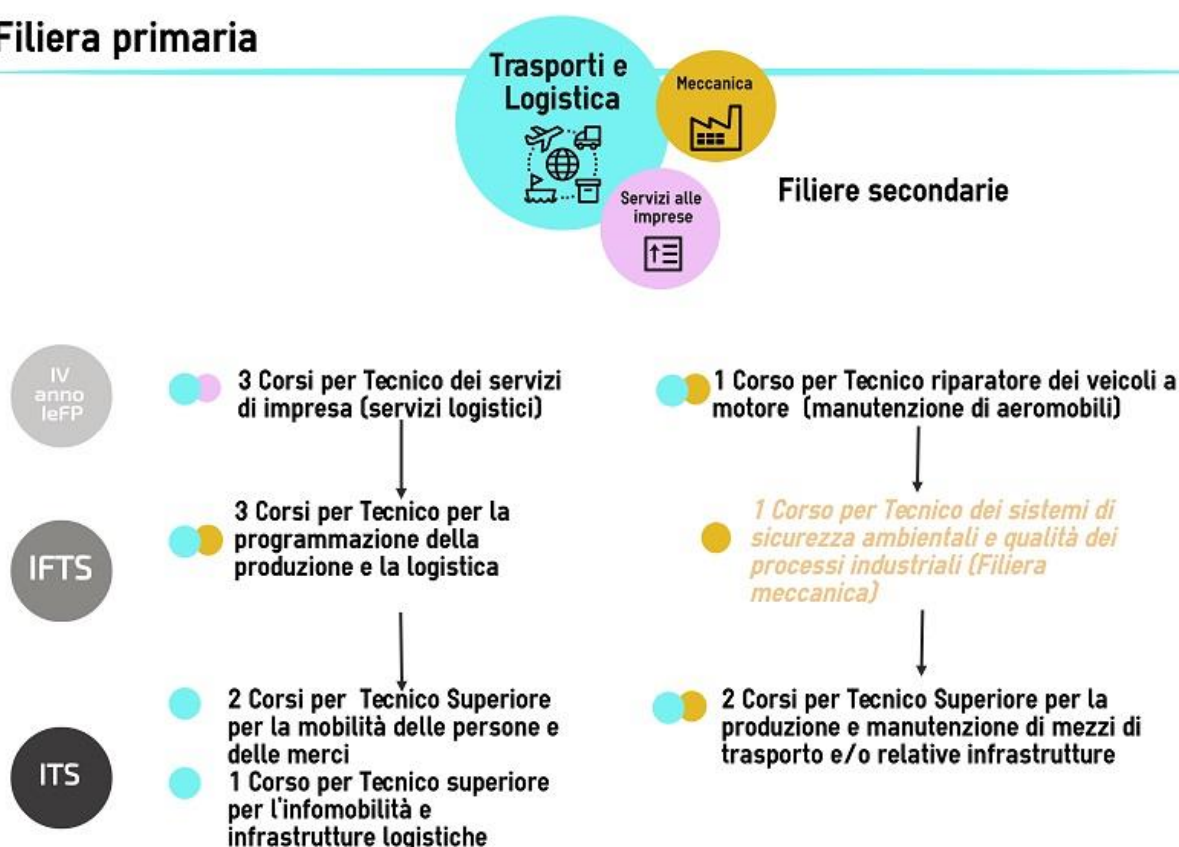 Filiera primaria
Trasporti e
Logistica
Meccanica
Servizi alle
imprese
Filiere secondarie
IV
anno
IeFP
3 Corsi per Tecnico dei servizi
di impresa (servizi logistici)
1 Corso per Tecnico riparatore dei veicoli a
motore (manutenzione di aeromobili)
IFTS
3 Corsi per Tecnico per la
programmazione della
produzione e la logistica
1 Corso per Tecnico dei sistemi di
sicurezza ambientali e qualità dei
processi industriali (Filiera
meccanica)
ITS
2 Corsi per Tecnico Superiore
per la mobilità delle persone e
delle merci
1 Corso per Tecnico superiore
per l'infomobilità e
infrastrutture logistiche
2 Corsi per Tecnico Superiore per la
produzione e manutenzione di mezzi di
trasporto e/o relative infrastrutture